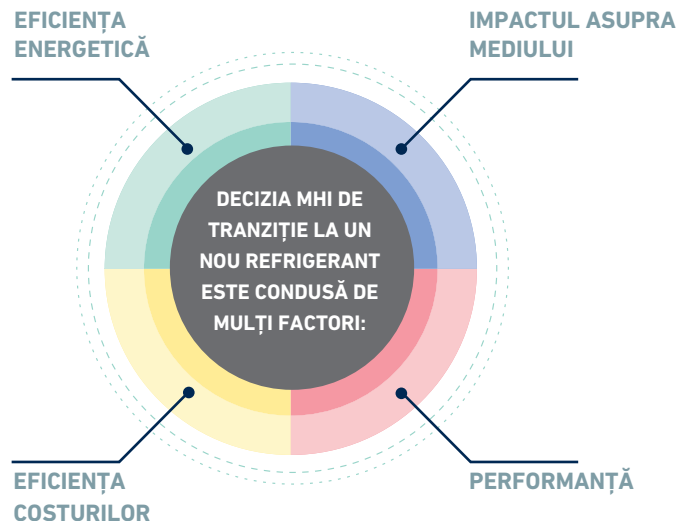 EFICIENȚA
ENERGETICĂ
IMPACTUL ASUPRA
MEDIULUI
DECIZIA MHI DE
TRANZIȚIE LA UN
NOU REFRIGERANT
ESTE CONDUSĂ DE
MULȚI FACTORI:
EFICIENȚA
COSTURILOR
PERFORMANȚĂ